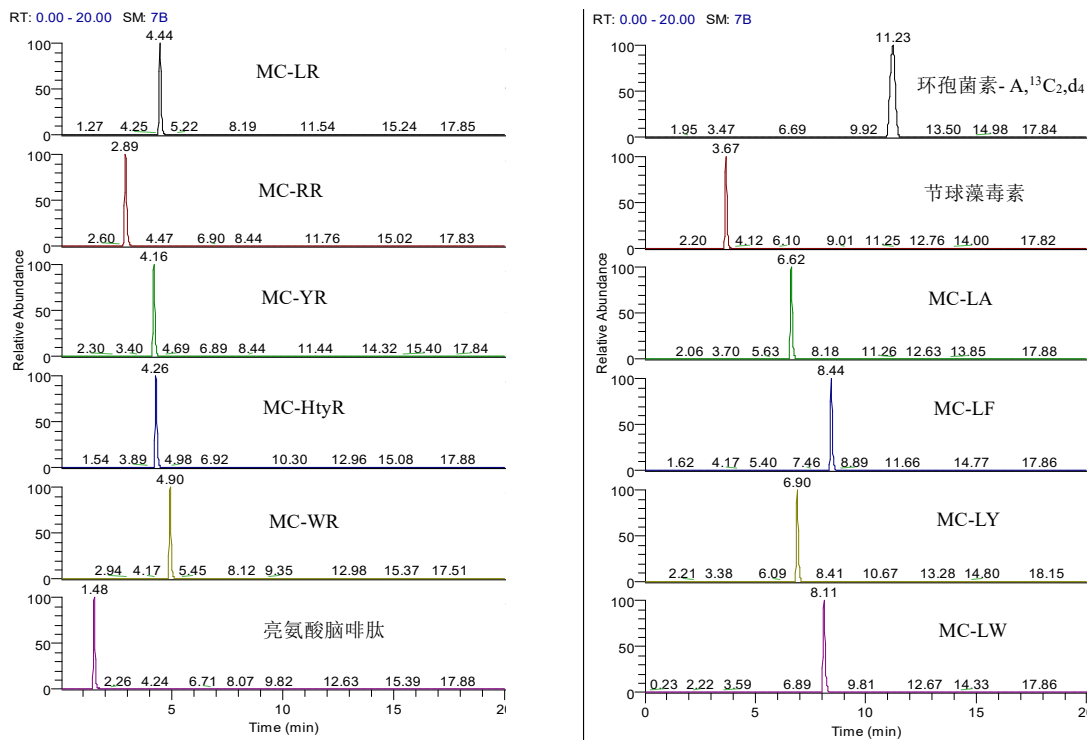 RT: 0.00 - 20.00 SM: 7B
4.44
100
MC-LR
50
1.27 4.25 5.22 8.19 11.54 15.24 17.85
0
2.89
100
MC-RR
50
2.60 4.47 6.90 8.44 11.76 15.02 17.83
0
4.16
100
MC-YR
50
2.30 3.40 4.69 6.89 8.44 11.44 14.32 15.40 17.84
0
4.26
100
MC-HtyR
50
1.54 3.89 4.98 6.92 10.30 12.96 15.08 17.88
0
4.90
100
MC-WR
50
2.94 4.17 5.45 8.12 9.35 12.98 15.37 17.51
0
1.48
100
亮氨酸脑啡肽
50
2.26 4.24 6.71 8.07 9.82 12.63 15.39 17.88
0
5 10 15
Time (min)
Relative Abundance
RT: 0.00 - 20.00 SM: 7B
11.23
100
环孢菌素- A,¹³C₂,d₄
50
1.95 3.47 6.69 9.92 13.50 14.98 17.84
0
3.67
100
节球藻毒素
50
2.20 4.12 6.10 9.01 11.25 12.76 14.00 17.82
0
6.62
100
MC-LA
50
2.06 3.70 5.63 8.18 11.26 12.63 13.85 17.88
0
8.44
100
MC-LF
50
1.62 4.17 5.40 7.46 8.89 11.66 14.77 17.86
0
6.90
100
MC-LY
50
2.21 3.38 6.09 8.41 10.67 13.28 14.80 18.15
0
8.11
100
MC-LW
50
0.23 2.22 3.59 6.89 9.81 12.67 14.33 17.86
0
0 5 10 15
Time (min)
Relative Abundance